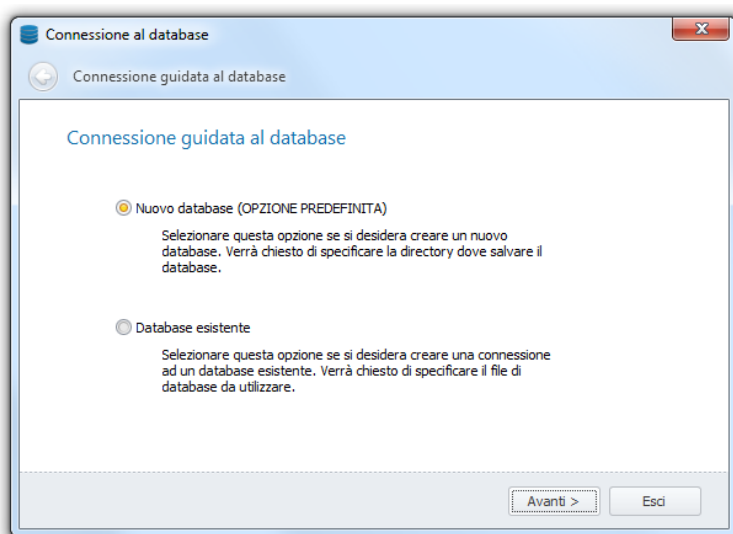 Connessione al database
Connessione guidata al database
Connessione guidata al database
Nuovo database (OPZIONE PREDEFINITA)
Selezionare questa opzione se si desidera creare un nuovo
database. Verrà chiesto di specificare la directory dove salvare il
database.
Database esistente
Selezionare questa opzione se si desidera creare una connessione
ad un database esistente. Verrà chiesto di specificare il file di
database da utilizzare.
Avanti >
Esci